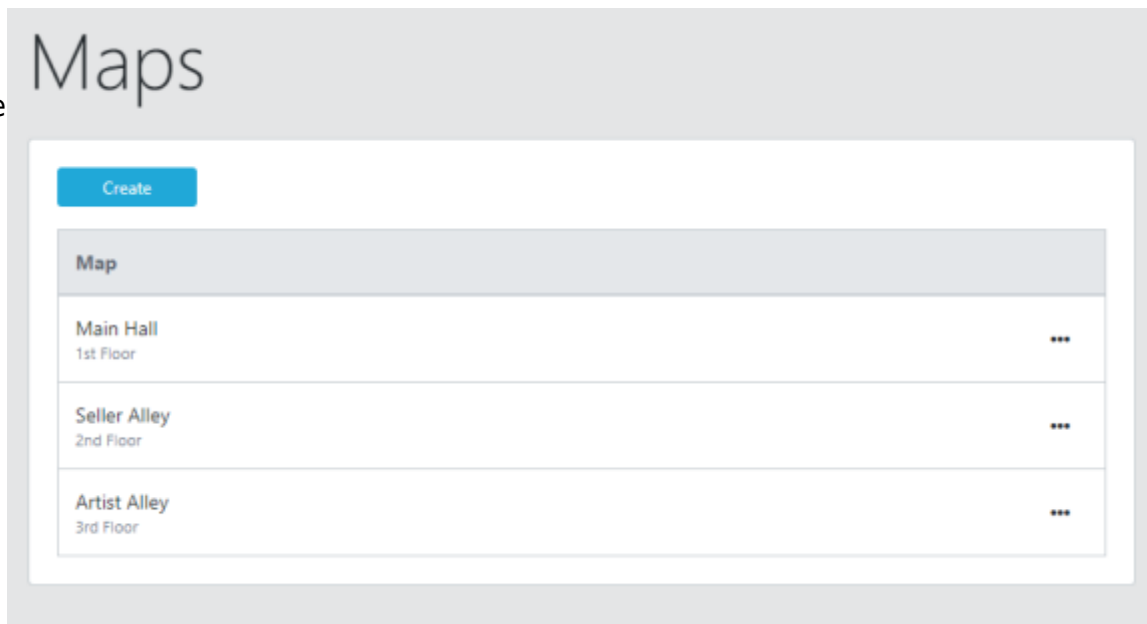 Maps
e
Create
Map
Main Hall
1st Floor
•••
Seller Alley
2nd Floor
•••
Artist Alley
3rd Floor
•••